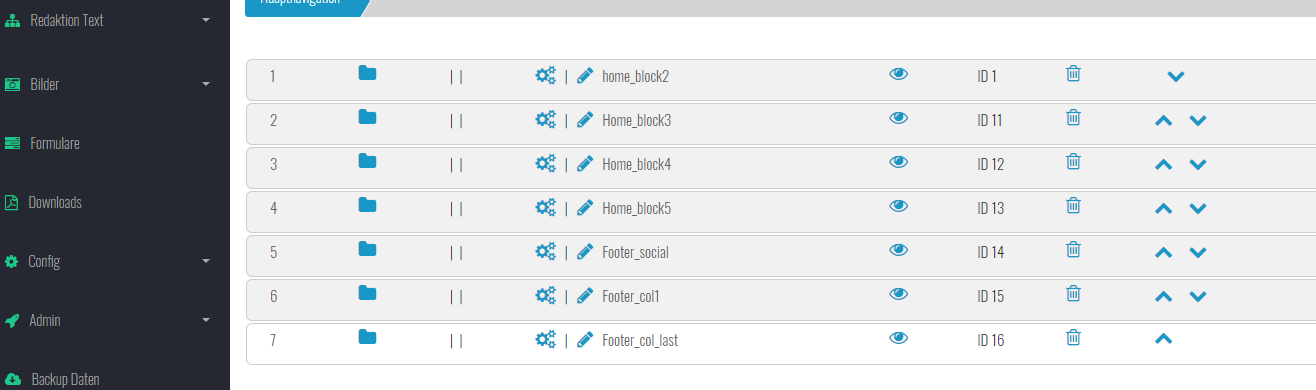 Hauptnavigation
Redaktion Text
Bilder
Formulare
Downloads
Config
Admin
Backup Daten
1 | | | home_block2 ID 1
2 | | | Home_block3 ID 11
3 | | | Home_block4 ID 12
4 | | | Home_block5 ID 13
5 | | | Footer_social ID 14
6 | | | Footer_col1 ID 15
7 | | | Footer_col_last ID 16